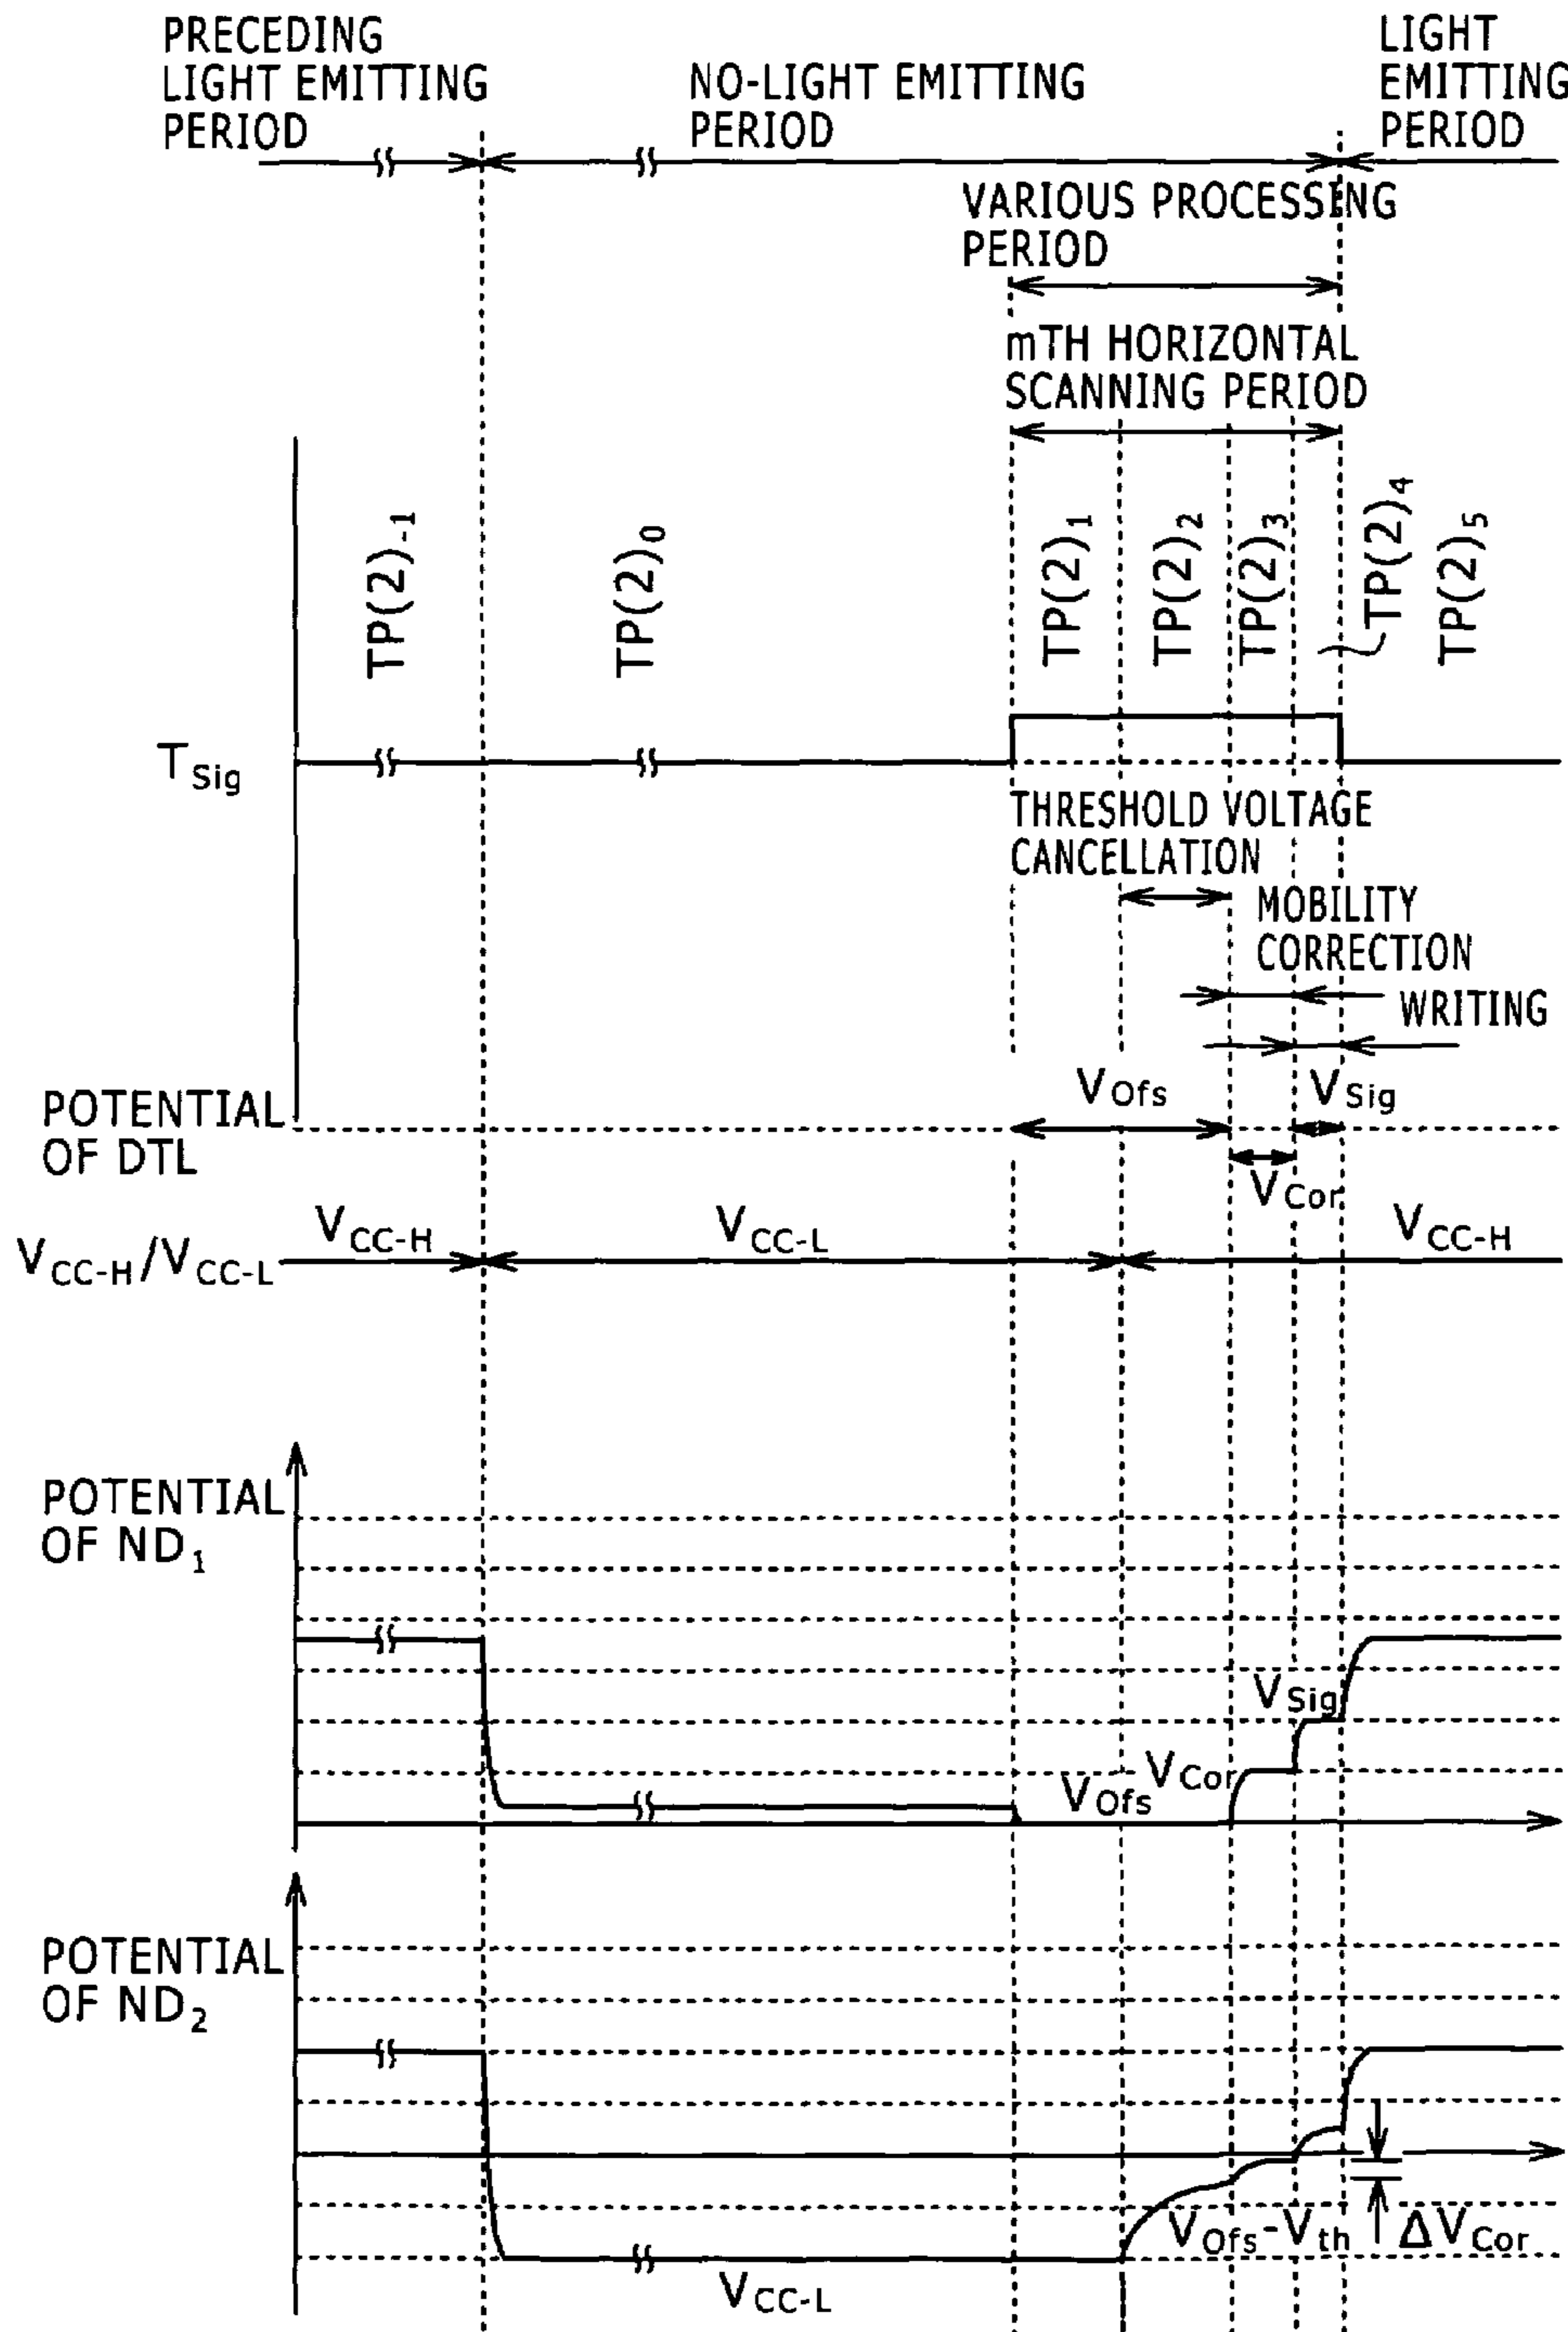 PRECEDING
LIGHT EMITTING
PERIOD
NO-LIGHT EMITTING
PERIOD
LIGHT
EMITTING
PERIOD
VARIOUS PROCESSING
PERIOD
mTH HORIZONTAL
SCANNING PERIOD
TP(2)-1
TP(2)0
TP(2)1
TP(2)2
TP(2)3
TP(2)4
TP(2)5
TSig
THRESHOLD VOLTAGE
CANCELLATION
MOBILITY
CORRECTION
WRITING
POTENTIAL
OF DTL
VOfs
VSig
VCor
VCC-H/VCC-L
VCC-H
VCC-L
VCC-H
POTENTIAL
OF ND1
VSig
VCor
VOfs
POTENTIAL
OF ND2
VOfs-Vth
ΔVCor
VCC-L